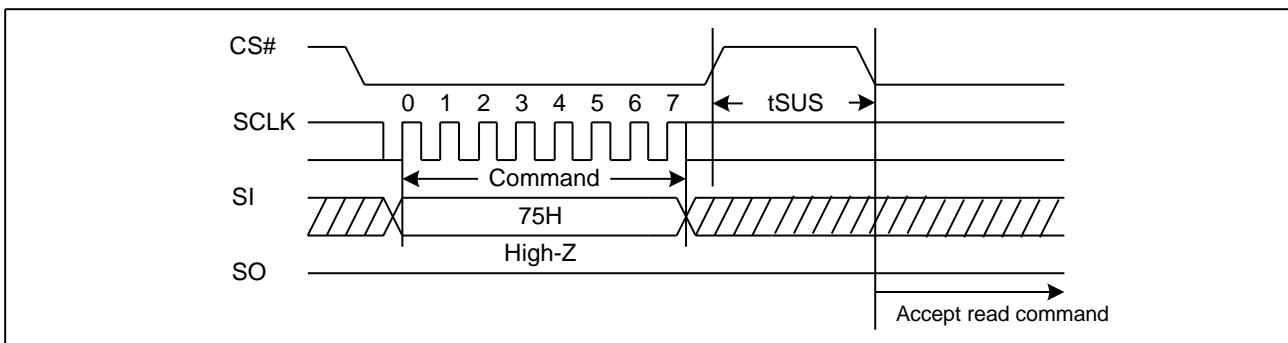 CS#
0 1 2 3 4 5 6 7
tSUS
SCLK
Command
SI
75H
High-Z
SO
Accept read command